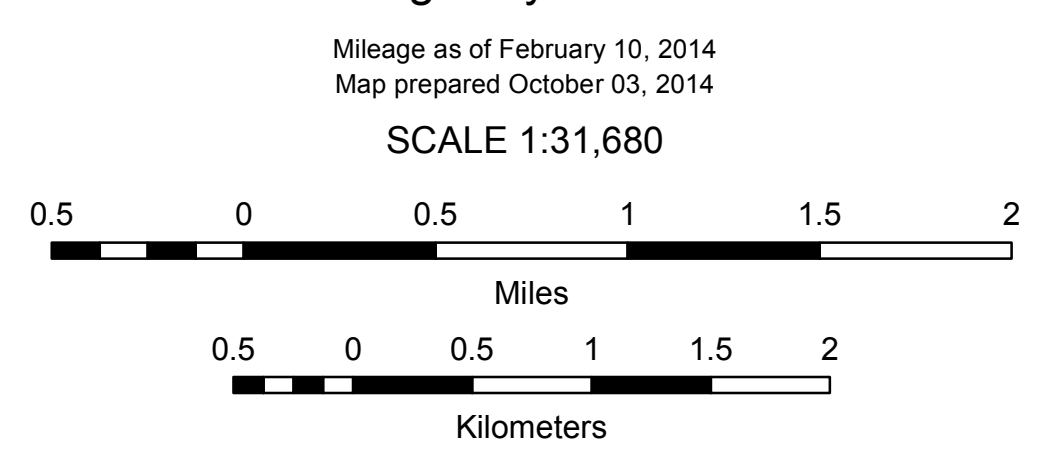 Mileage as of February 10, 2014
Map prepared October 03, 2014
SCALE 1:31,680
0.5 0 0.5 1 1.5 2
Miles
0.5 0 0.5 1 1.5 2
Kilometers